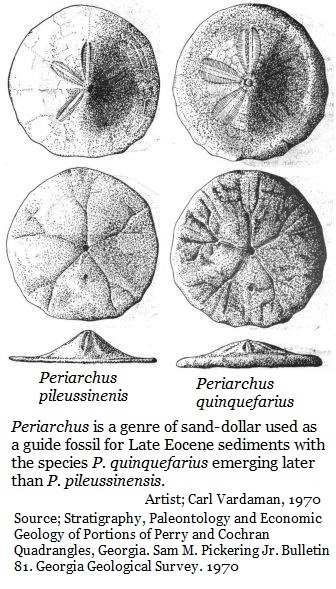 Periarchus
pileussinenis
Periarchus
quinquefarius
Periarchus is a genre of sand-dollar used as
a guide fossil for Late Eocene sediments with
the species P. quinquefarius emerging later
than P. pileussinensis.
Artist; Carl Vardaman, 1970
Source; Stratigraphy, Paleontology and Economic
Geology of Portions of Perry and Cochran
Quadrangles, Georgia. Sam M. Pickering Jr. Bulletin
81. Georgia Geological Survey. 1970